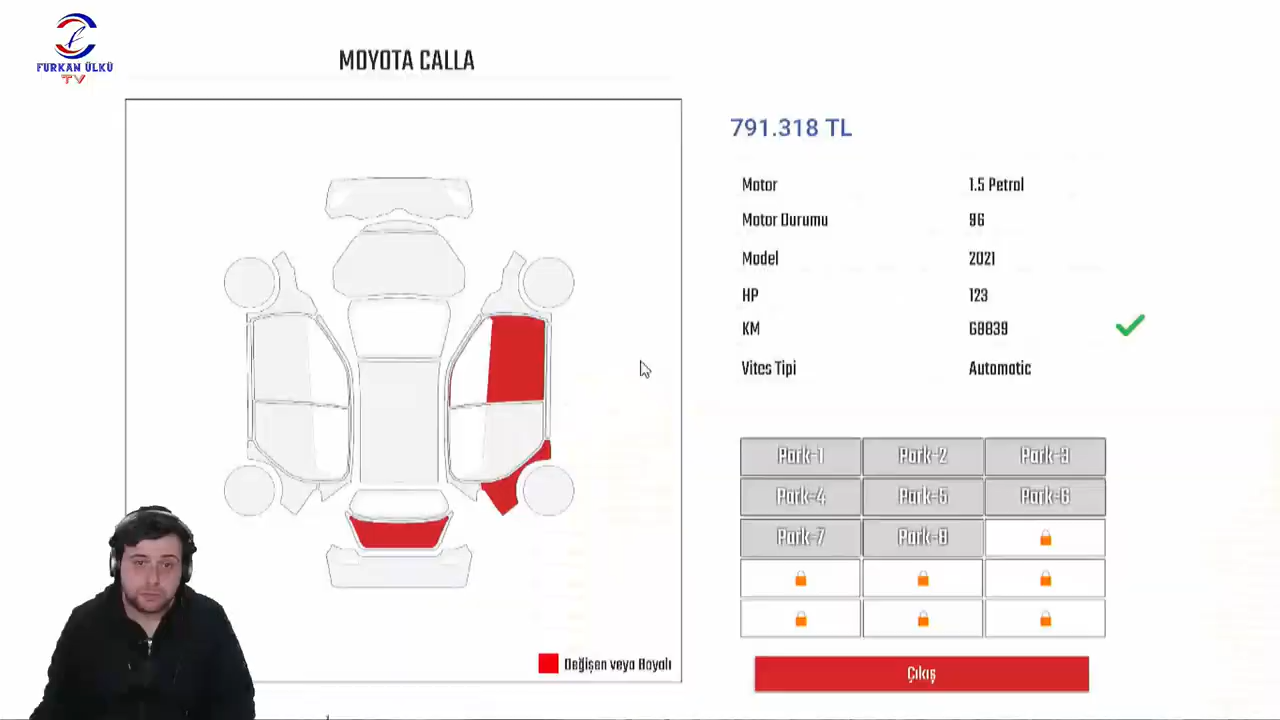 FURKAN ÜLKÜ
TV
MOYOTA CALLA
791.318 TL
Motor 1.5 Petrol
Motor Durumu 96
Model 2021
HP 123
KM 68839
Vites Tipi Automatic
Park-1 Park-2 Park-3
Park-4 Park-5 Park-6
Park-7 Park-8
Çıkış
Değişen veya Boyalı